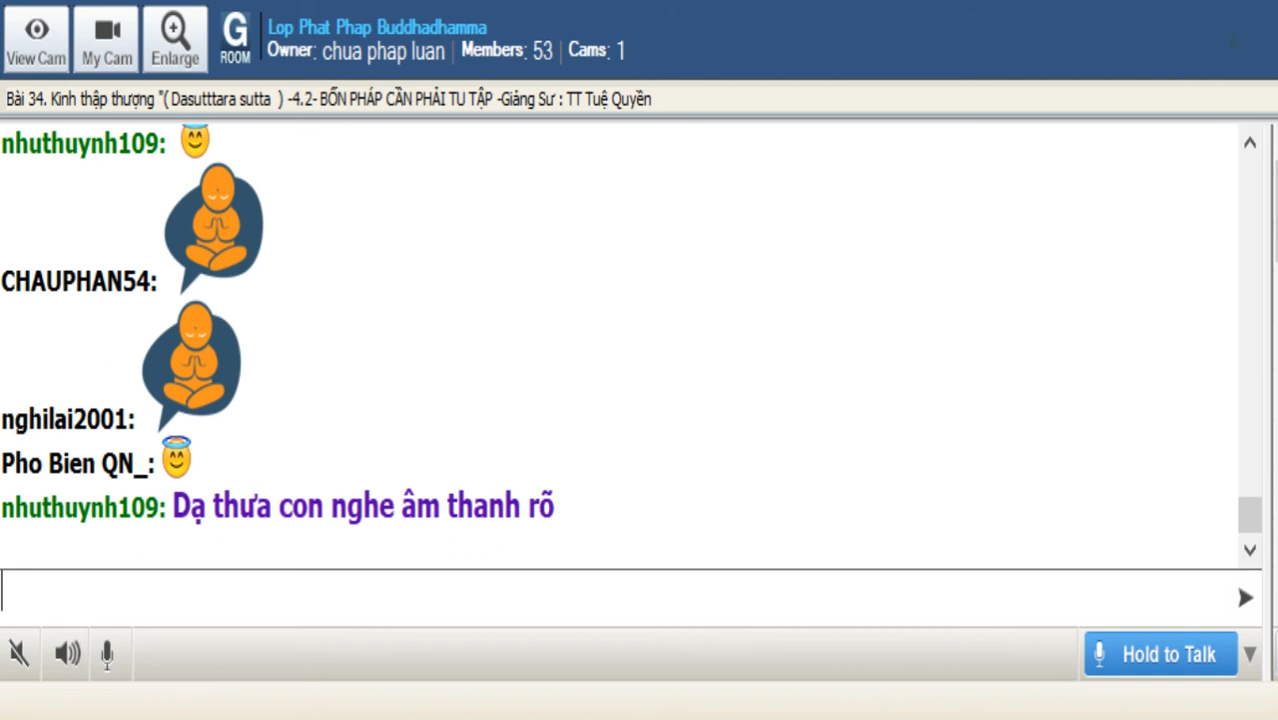 View Cam
My Cam
Enlarge
G
ROOM
Lop Phat Phap Buddhadhamma
Owner: chua phap luan | Members: 53 | Cams: 1
Bài 34. Kinh thập thượng "( Dasutttara sutta ) -4.2- BỐN PHÁP CẦN PHẢI TU TẬP -Giảng Sư : TT Tuệ Quyền
nhuthuynh109:
CHAUPHAN54:
nghilai2001:
Pho Bien QN_:
nhuthuynh109: Dạ thưa con nghe âm thanh rõ
Hold to Talk